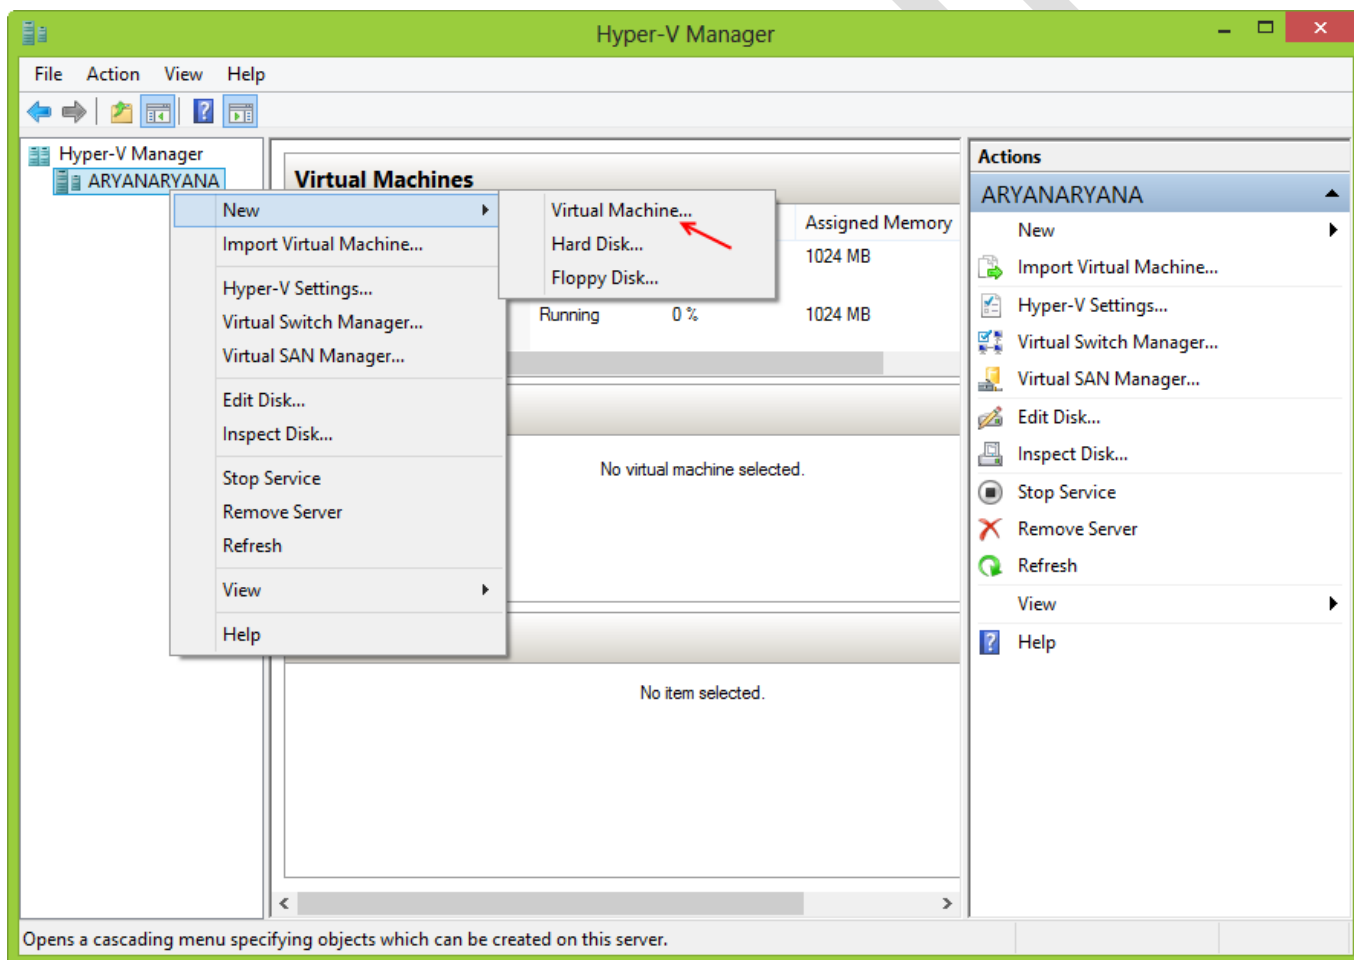 Hyper-V Manager
File Action View Help
Hyper-V Manager
ARYANARYANA
New
Import Virtual Machine...
Hyper-V Settings...
Virtual Switch Manager...
Virtual SAN Manager...
Edit Disk...
Inspect Disk...
Stop Service
Remove Server
Refresh
View
Help
Virtual Machine...
Hard Disk...
Floppy Disk...
Virtual Machines
Assigned Memory
1024 MB
Running 0 % 1024 MB
No virtual machine selected.
No item selected.
Actions
ARYANARYANA
New
Import Virtual Machine...
Hyper-V Settings...
Virtual Switch Manager...
Virtual SAN Manager...
Edit Disk...
Inspect Disk...
Stop Service
Remove Server
Refresh
View
Help
Opens a cascading menu specifying objects which can be created on this server.